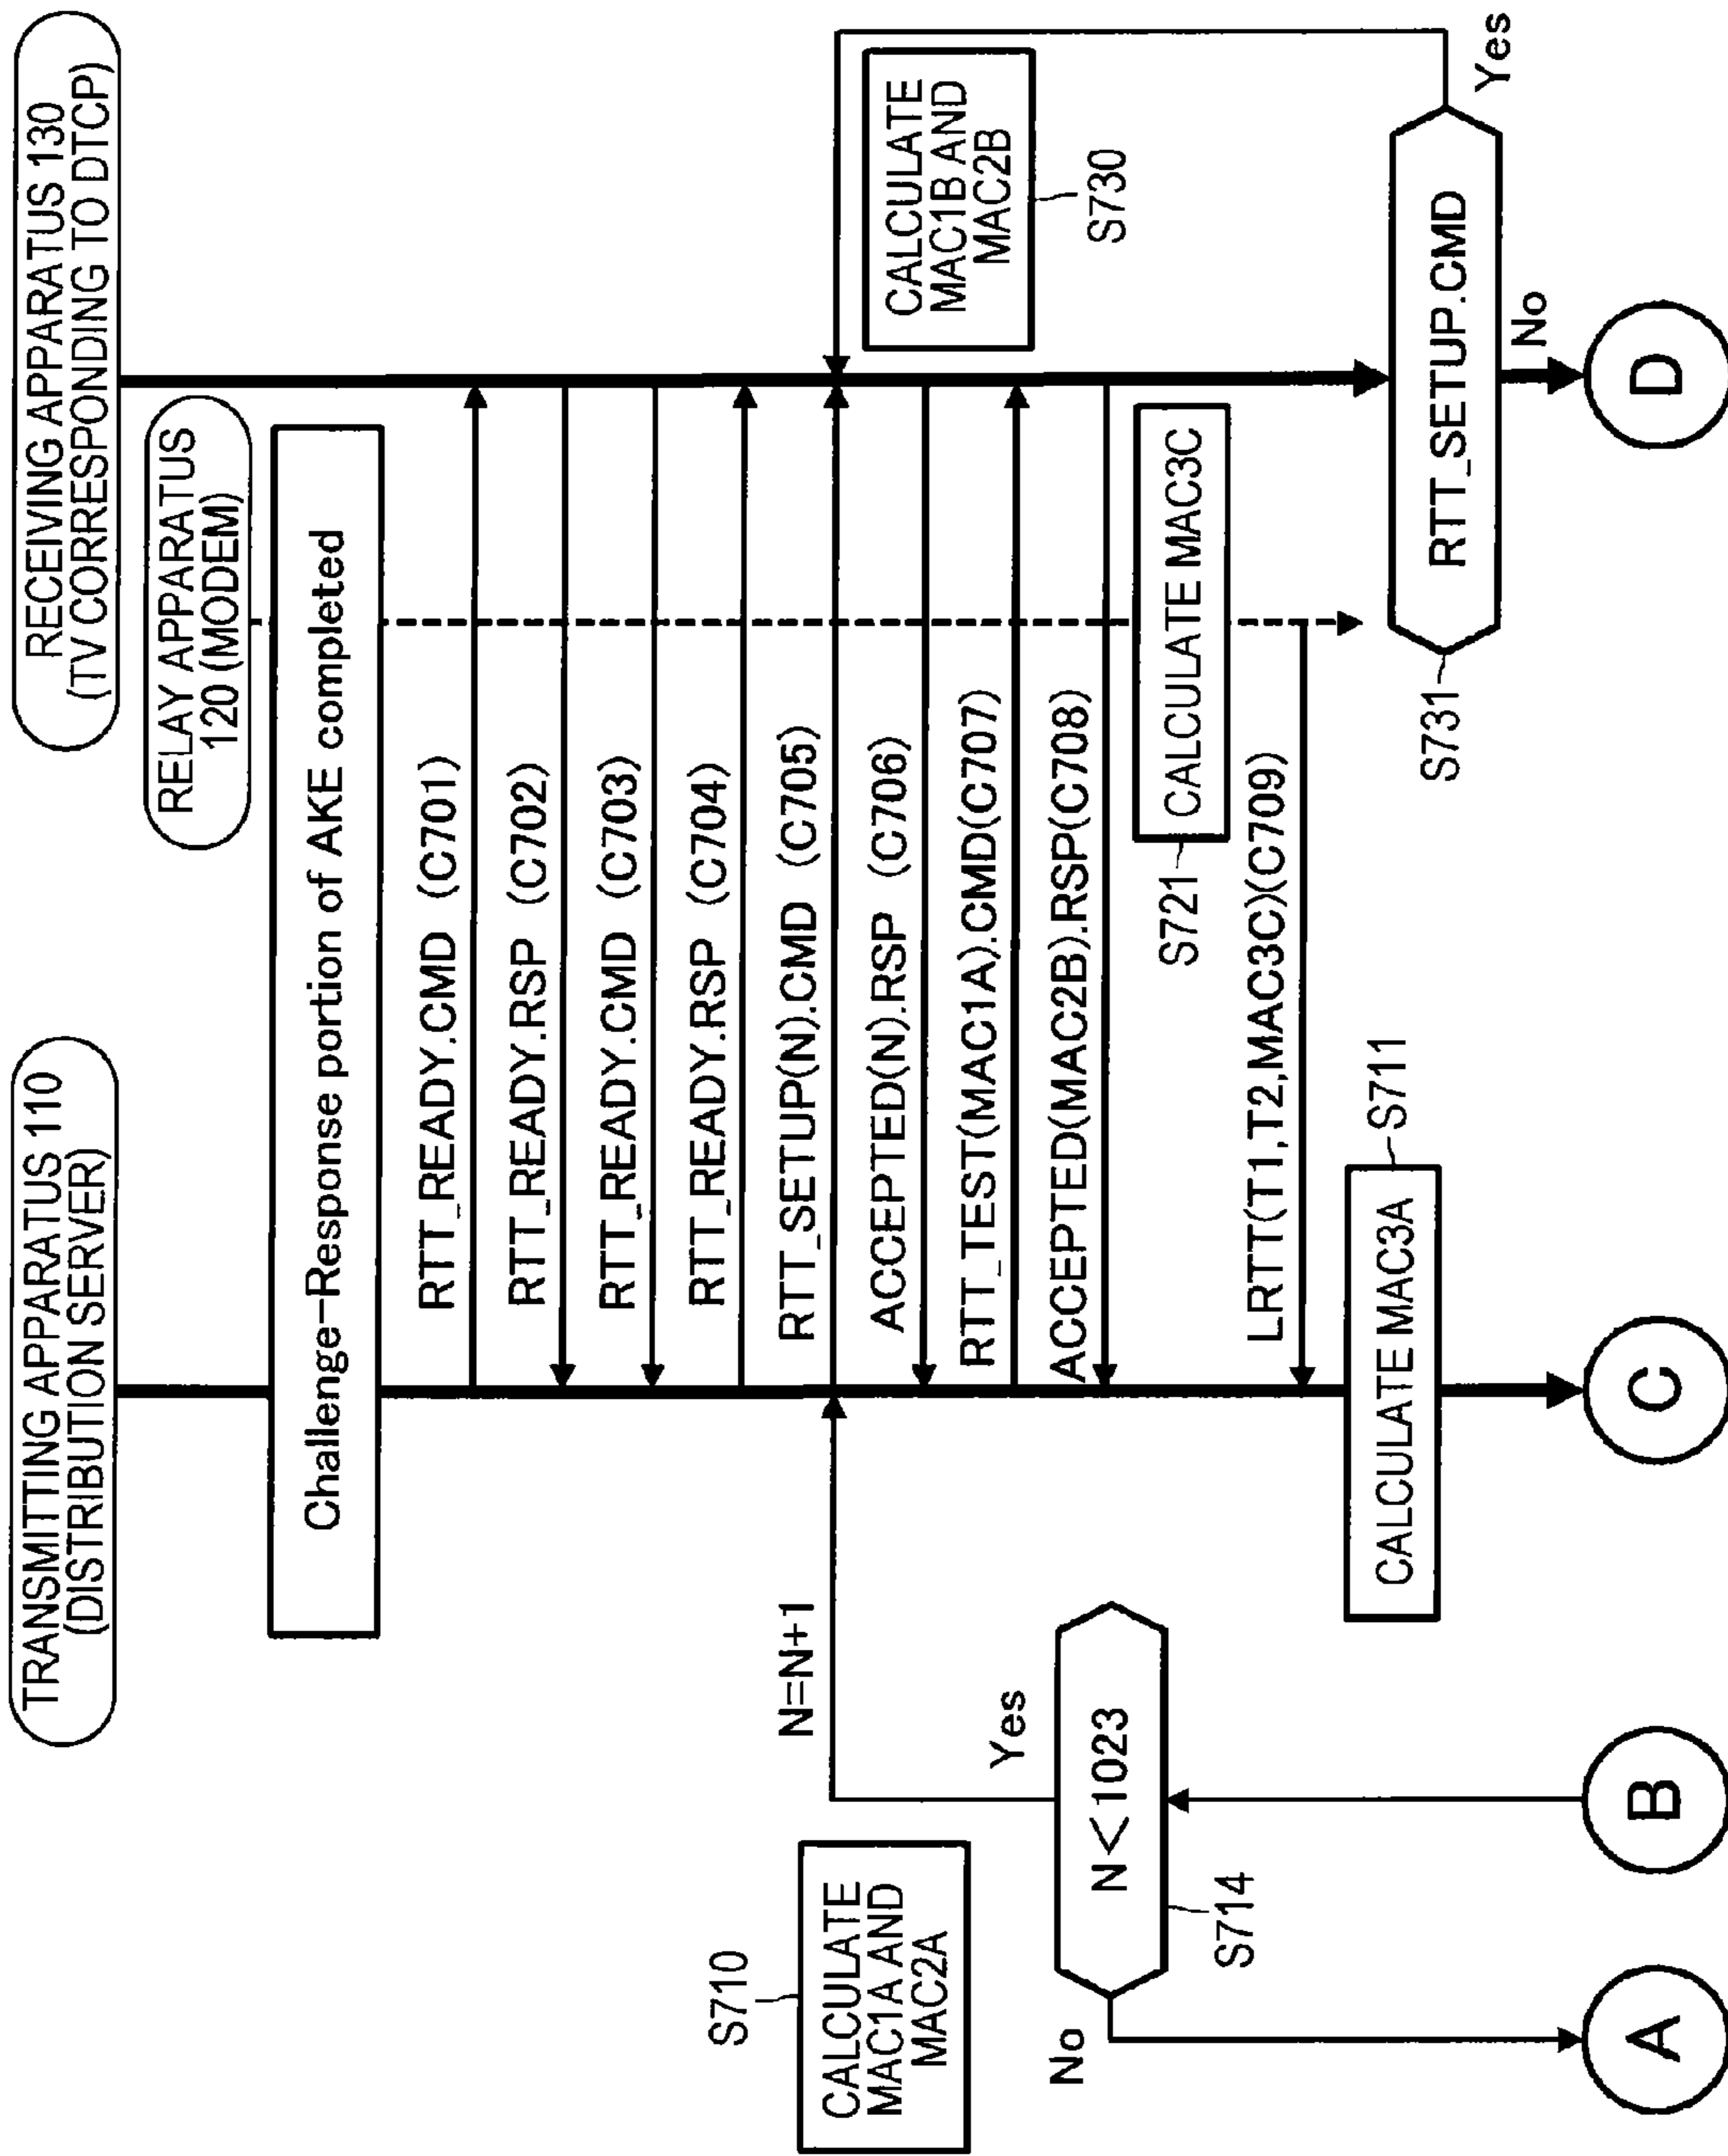 TRANSMITTING APPARATUS 110
(DISTRIBUTION SERVER)
RECEIVING APPARATUS 130
(TV CORRESPONDING TO DTCP)
RELAY APPARATUS
120 (MODEM)
Challenge-Response portion of AKE completed
RTT_READY.CMD (C701)
RTT_READY.RSP (C702)
RTT_READY.CMD (C703)
RTT_READY.RSP (C704)
N=N+1
RTT_SETUP(N).CMD (C705)
S710
CALCULATE
MAC1A AND
MAC2A
ACCEPTED(N).RSP (C706)
CALCULATE
MAC1B AND
MAC2B
S730
Yes
RTT_TEST(MAC1A).CMD(C707)
No
N<1023
S714
ACCEPTED(MAC2B).RSP(C708)
S721
CALCULATE MAC3C
LRTT(T1,T2,MAC3C)(C709)
CALCULATE MAC3A
S711
S731
RTT_SETUP.CMD
Yes
No
A
B
C
D